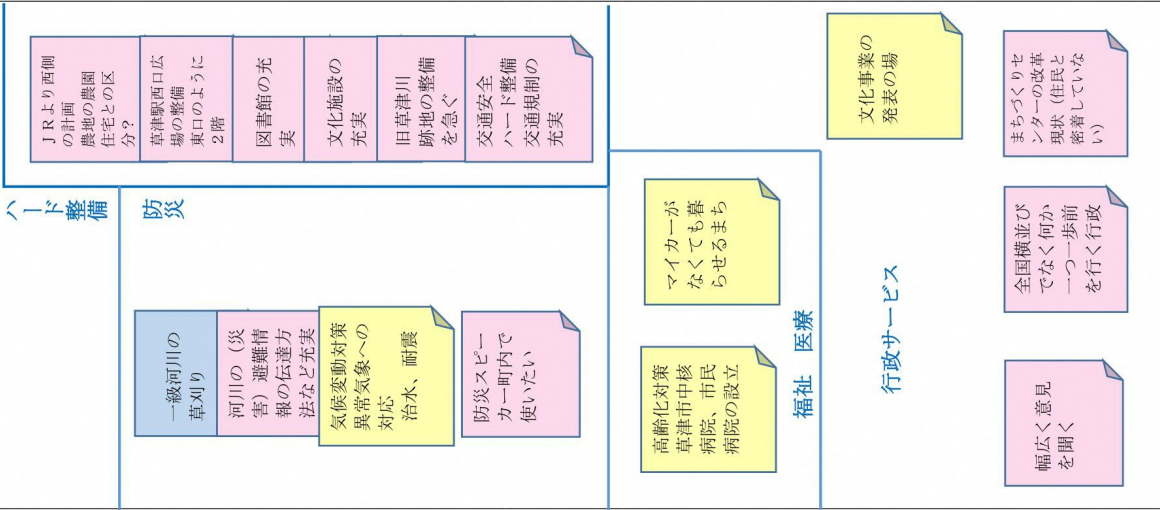 ハード整備
ＪＲより西側
の計画
農地の農園
住宅との区
分？
草津駅西口広
場の整備
東口のように
２階
図書館の充
実
文化施設の
充実
旧草津川
跡地の整備
を急ぐ
交通安全
ハード整備
交通規制の
充実
防災
一級河川の
草刈り
河川の（災
害）避難情
報の伝達方
法など充実
気候変動対策
異常気象への
対応
治水、耐震
防災スピー
カー町内で
使いたい
マイカーが
なくても暮
らせるまち
高齢化対策
草津市中核
病院、市民
病院の設立
福祉　医療
行政サービス
文化事業の
発表の場
まちづくりセ
ンターの改革
現状（住民と
密着していな
い）
全国横並び
でなく何か
一つ一歩前
を行く行政
幅広く意見
を聞く